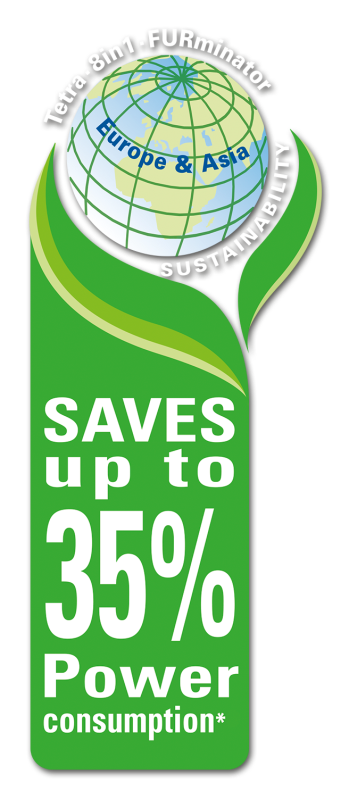 Tetra · 8in1 · FURminator
Europe & Asia
SUSTAINABILITY
SAVES
up to
35%
Power
consumption*